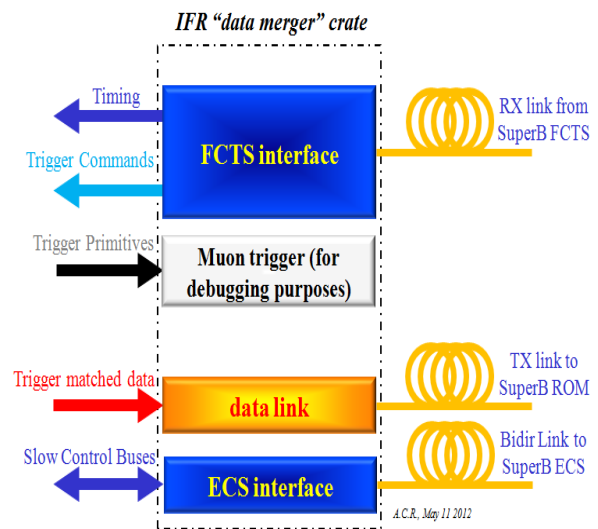 IFR “data merger” crate
Timing
Trigger Commands
FCTS interface
RX link from
SuperB FCTS
Trigger Primitives
Muon trigger (for
debugging purposes)
Trigger matched data
data link
TX link to
SuperB ROM
Slow Control Buses
ECS interface
Bidir Link to
SuperB ECS
A.C.R., May 11 2012